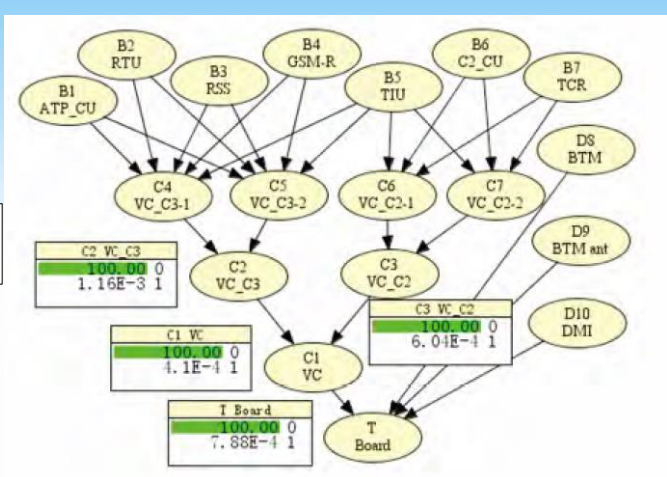 B1
ATP_CU
B2
RTU
B3
RSS
B4
GSM-R
B5
TIU
B6
C2_CU
B7
TCR
D8
BTM
C4
VC_C3-1
C5
VC_C3-2
C6
VC_C2-1
C7
VC_C2-2
D9
BTM ant
C2 VC_C3
100.00 0
1.16E-3 1
C2
VC_C3
C3
VC_C2
C3 VC_C2
100.00 0
6.04E-4 1
D10
DMI
C1 VC
100.00 0
4.1E-4 1
C1
VC
T Board
100.00 0
7.88E-4 1
T
Board